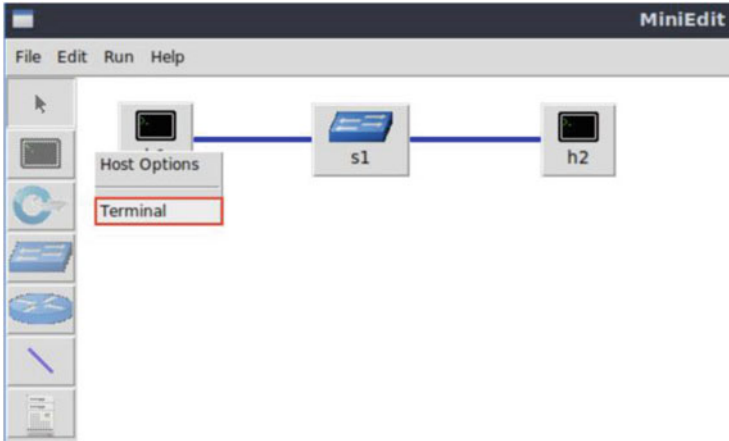 MiniEdit
File Edit Run Help
s1
h2
Host Options
Terminal